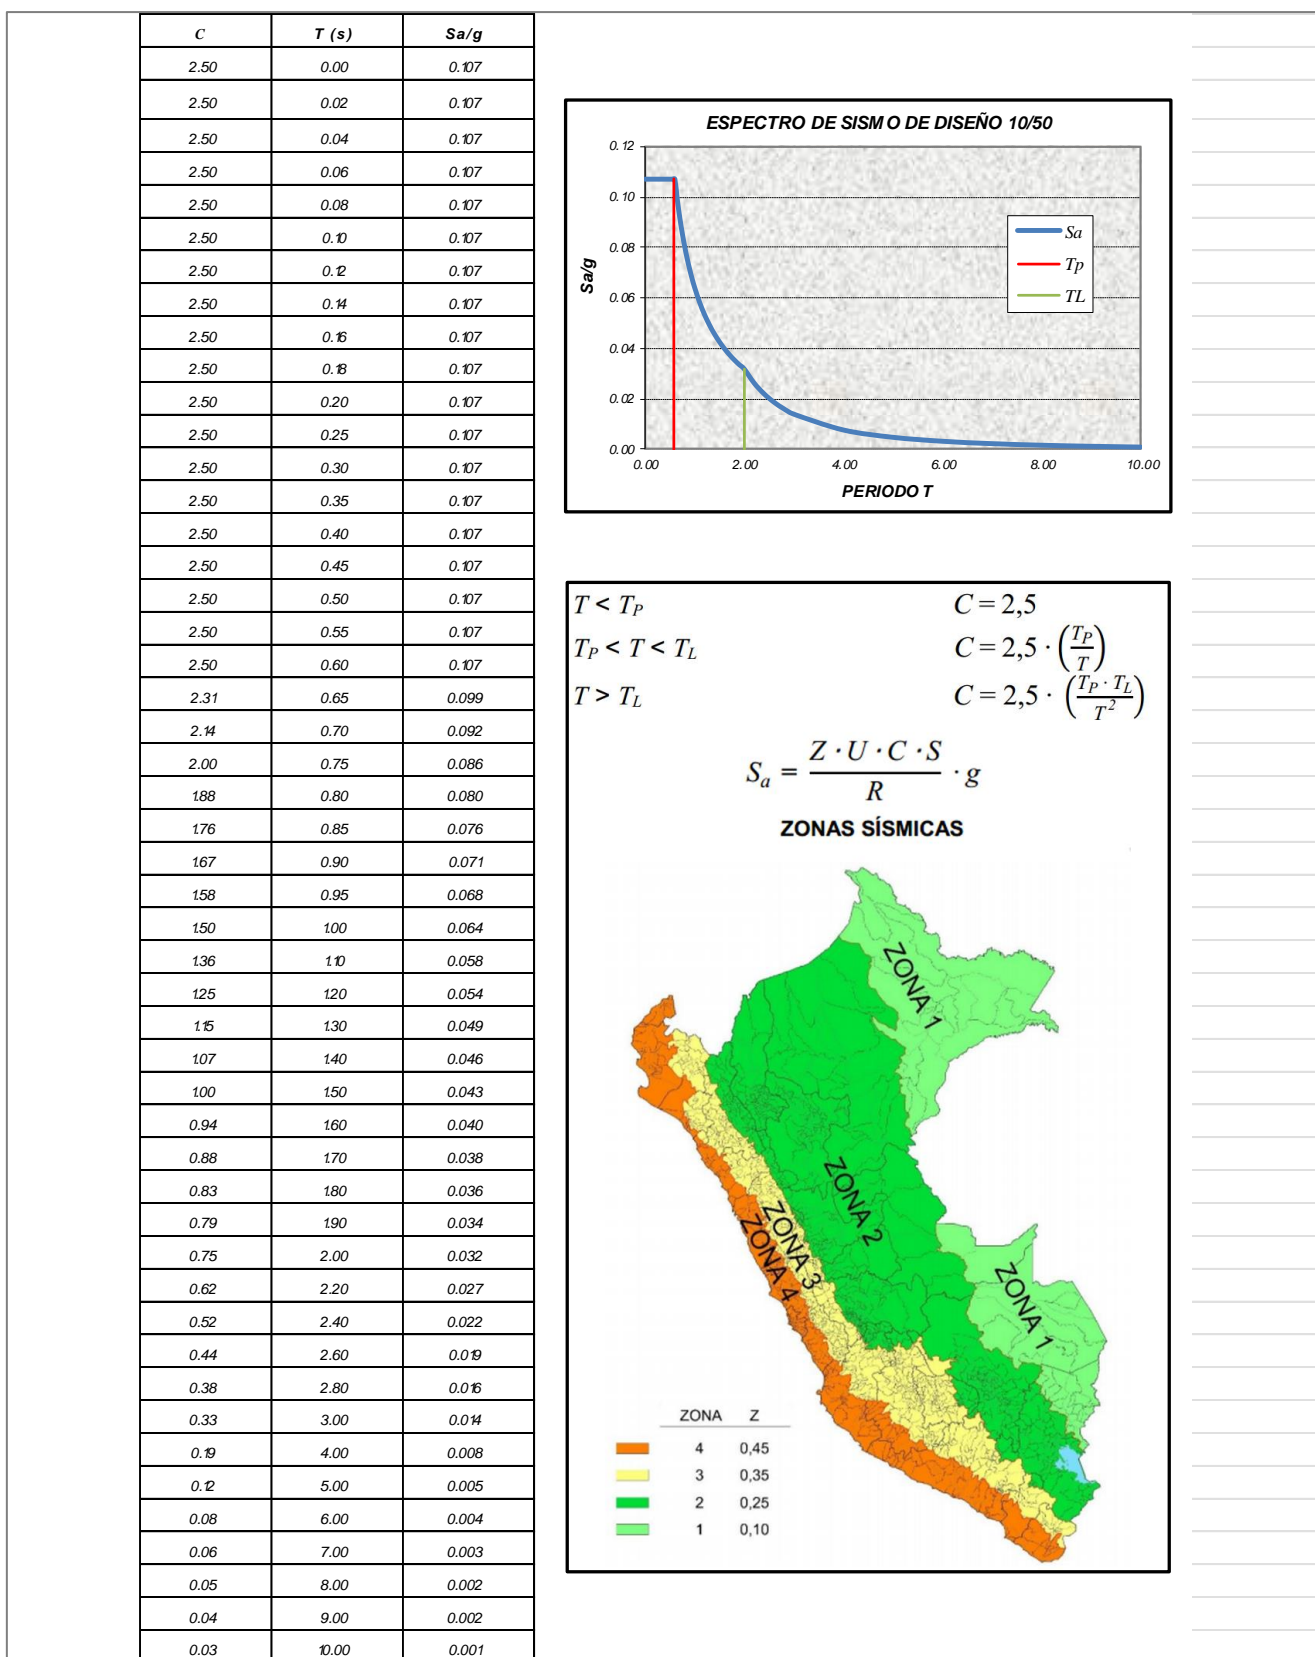 C T (s) Sa/g
2.50 0.00 0.107
2.50 0.02 0.107
2.50 0.04 0.107
2.50 0.06 0.107
2.50 0.08 0.107
2.50 0.10 0.107
2.50 0.12 0.107
2.50 0.14 0.107
2.50 0.16 0.107
2.50 0.18 0.107
2.50 0.20 0.107
2.50 0.25 0.107
2.50 0.30 0.107
2.50 0.35 0.107
2.50 0.40 0.107
2.50 0.45 0.107
2.50 0.50 0.107
2.50 0.55 0.107
2.50 0.60 0.107
2.31 0.65 0.099
2.14 0.70 0.092
2.00 0.75 0.086
1.88 0.80 0.080
1.76 0.85 0.076
1.67 0.90 0.071
1.58 0.95 0.068
1.50 1.00 0.064
1.36 1.10 0.058
1.25 1.20 0.054
1.15 1.30 0.049
1.07 1.40 0.046
1.00 1.50 0.043
0.94 1.60 0.040
0.88 1.70 0.038
0.83 1.80 0.036
0.79 1.90 0.034
0.75 2.00 0.032
0.62 2.20 0.027
0.52 2.40 0.022
0.44 2.60 0.019
0.38 2.80 0.016
0.33 3.00 0.014
0.19 4.00 0.008
0.12 5.00 0.005
0.08 6.00 0.004
0.06 7.00 0.003
0.05 8.00 0.002
0.04 9.00 0.002
0.03 10.00 0.001
ESPECTRO DE SISMO DE DISEÑO 10/50
0.12
0.10
0.08
0.06
0.04
0.02
0.00
Sa/g
Sa
Tp
TL
0.00 2.00 4.00 6.00 8.00 10.00
PERIODO T
T < T_P C = 2,5
T_P < T < T_L C = 2,5 · (T_P/T)
T > T_L C = 2,5 · (T_P · T_L/T²)
S_a = Z · U · C · S/R · g
ZONAS SÍSMICAS
ZONA 1
ZONA 2
ZONA 3
ZONA 4
ZONA 1
ZONA Z
4 0,45
3 0,35
2 0,25
1 0,10